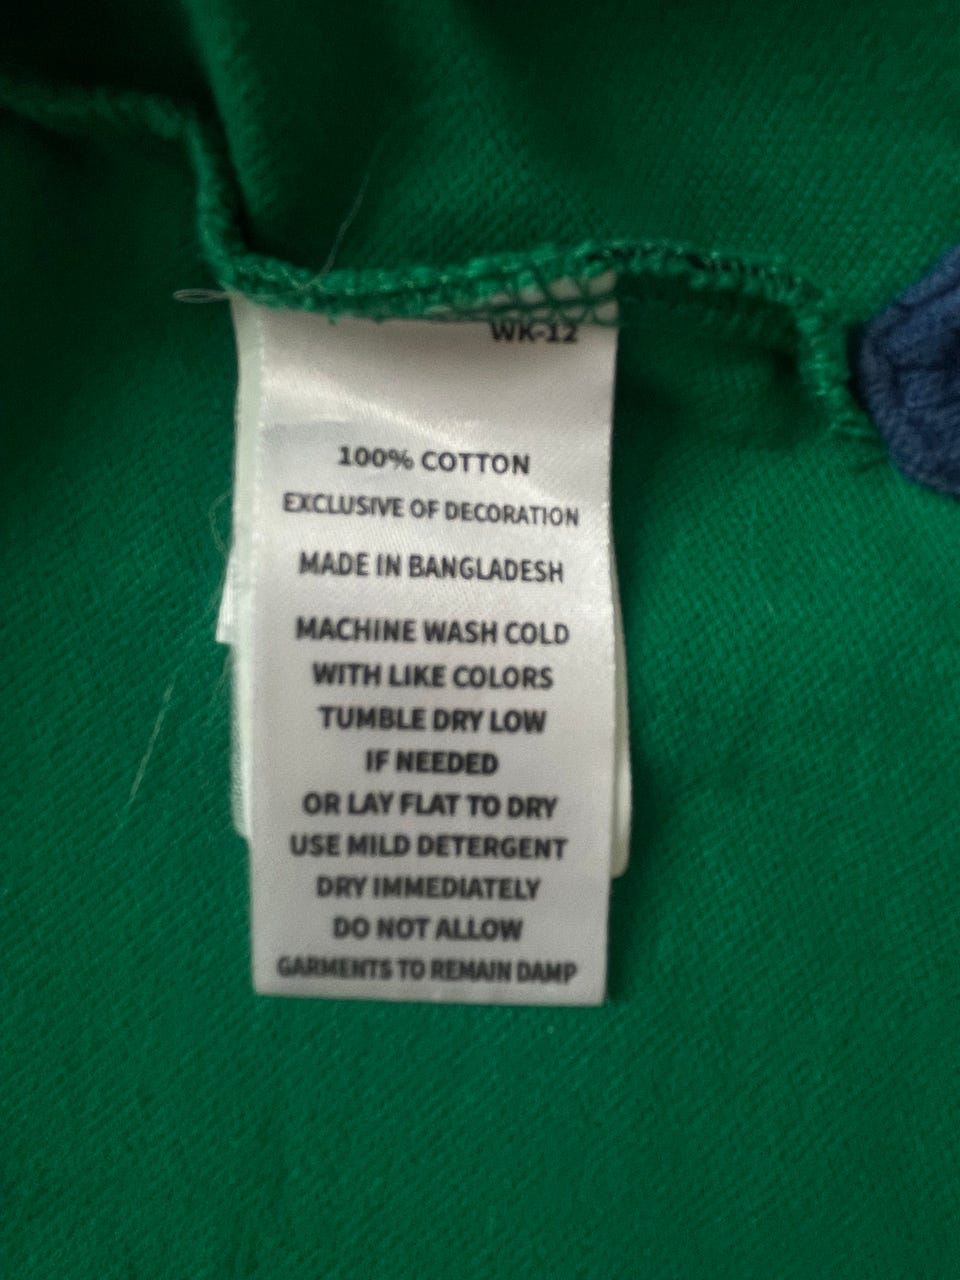 WK-12
100% COTTON
EXCLUSIVE OF DECORATION
MADE IN BANGLADESH
MACHINE WASH COLD
WITH LIKE COLORS
TUMBLE DRY LOW
IF NEEDED
OR LAY FLAT TO DRY
USE MILD DETERGENT
DRY IMMEDIATELY
DO NOT ALLOW
GARMENTS TO REMAIN DAMP